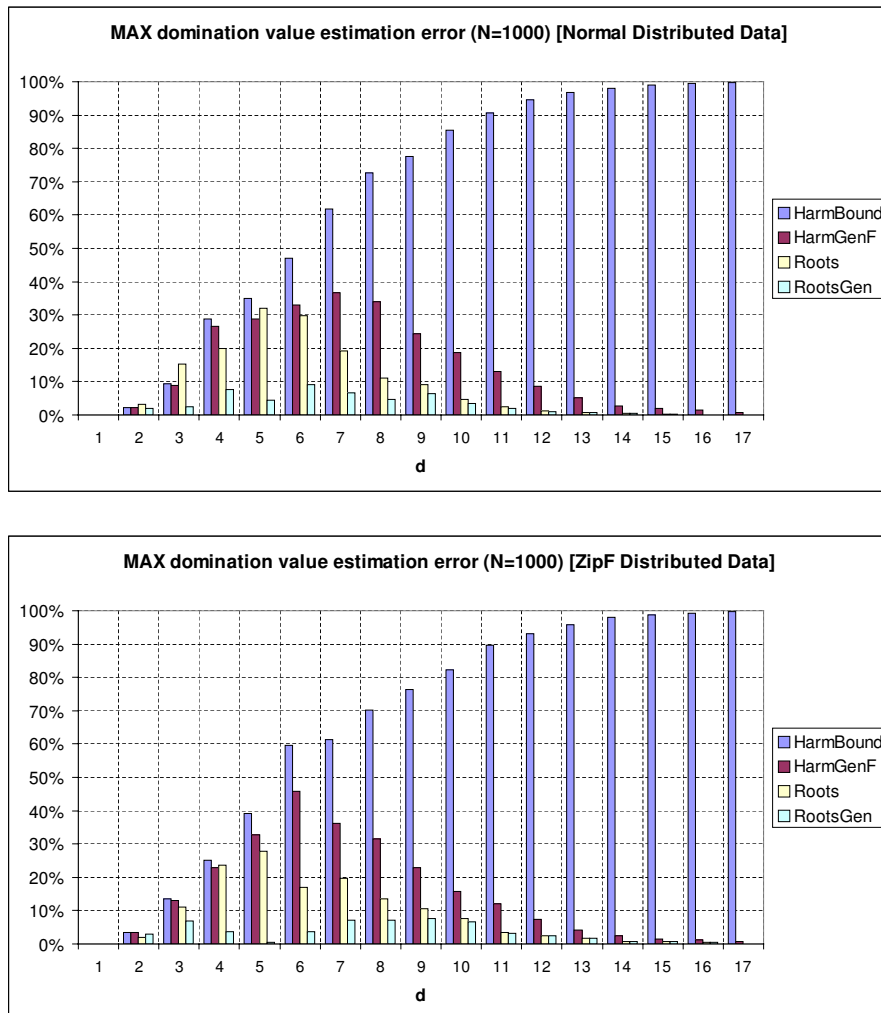 MAX domination value estimation error (N=1000) [Normal Distributed Data]
100%
90%
80%
70%
60%
50%
40%
30%
20%
10%
0%
1 2 3 4 5 6 7 8 9 10 11 12 13 14 15 16 17
d
HarmBound
HarmGenF
Roots
RootsGen
MAX domination value estimation error (N=1000) [ZipF Distributed Data]
100%
90%
80%
70%
60%
50%
40%
30%
20%
10%
0%
1 2 3 4 5 6 7 8 9 10 11 12 13 14 15 16 17
d
HarmBound
HarmGenF
Roots
RootsGen